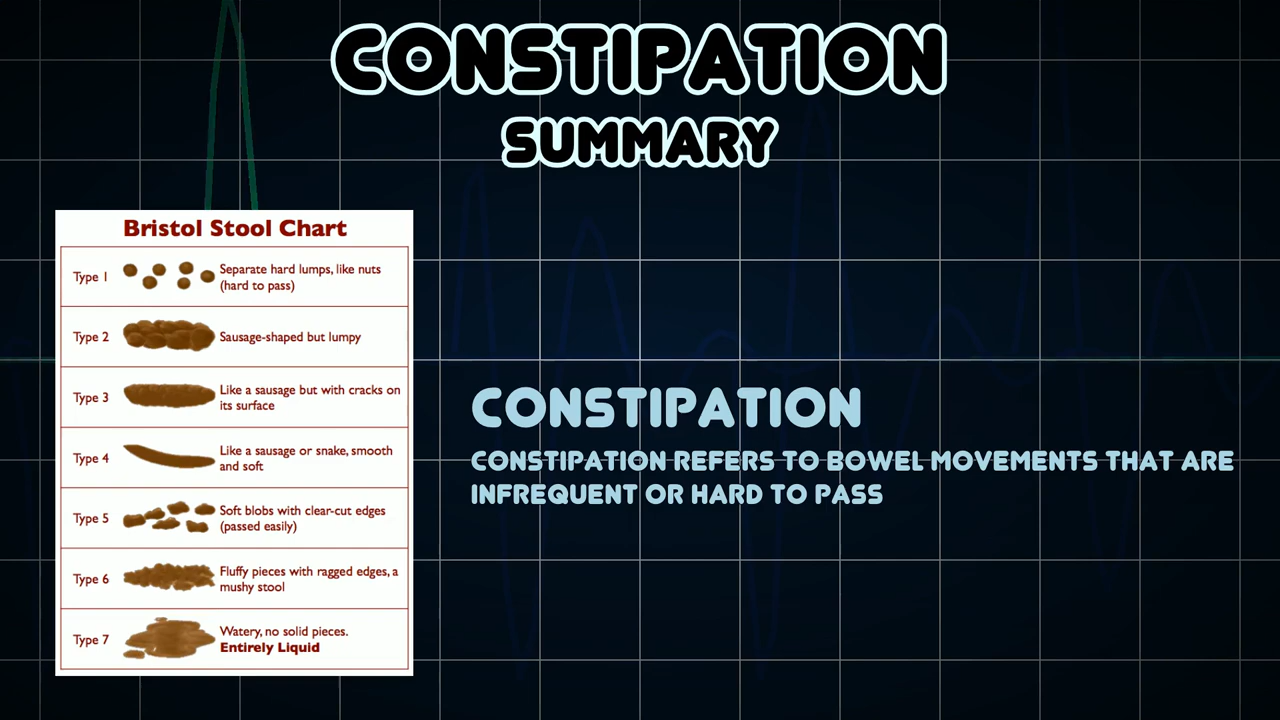 CONSTIPATION
SUMMARY
Bristol Stool Chart
Type 1
Separate hard lumps, like nuts
(hard to pass)
Type 2
Sausage-shaped but lumpy
Type 3
Like a sausage but with cracks on
its surface
Type 4
Like a sausage or snake, smooth
and soft
Type 5
Soft blobs with clear-cut edges
(passed easily)
Type 6
Fluffy pieces with ragged edges, a
mushy stool
Type 7
Watery, no solid pieces.
Entirely Liquid
CONSTIPATION
CONSTIPATION REFERS TO BOWEL MOVEMENTS THAT ARE
INFREQUENT OR HARD TO PASS